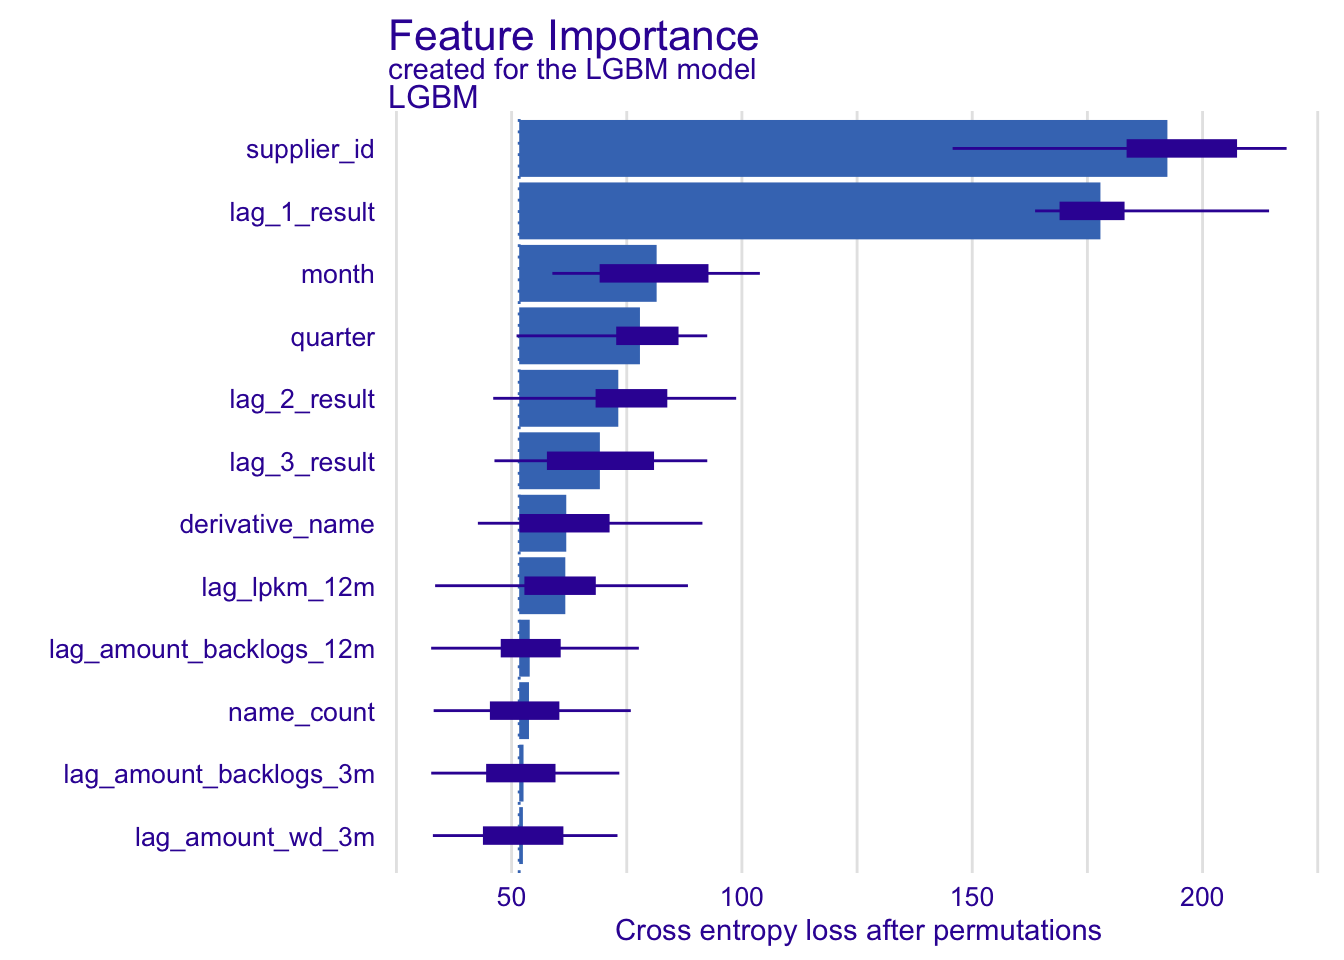 Feature Importance
created for the LGBM model
LGBM
supplier_id
lag_1_result
month
quarter
lag_2_result
lag_3_result
derivative_name
lag_lpkm_12m
lag_amount_backlogs_12m
name_count
lag_amount_backlogs_3m
lag_amount_wd_3m
50 100 150 200
Cross entropy loss after permutations